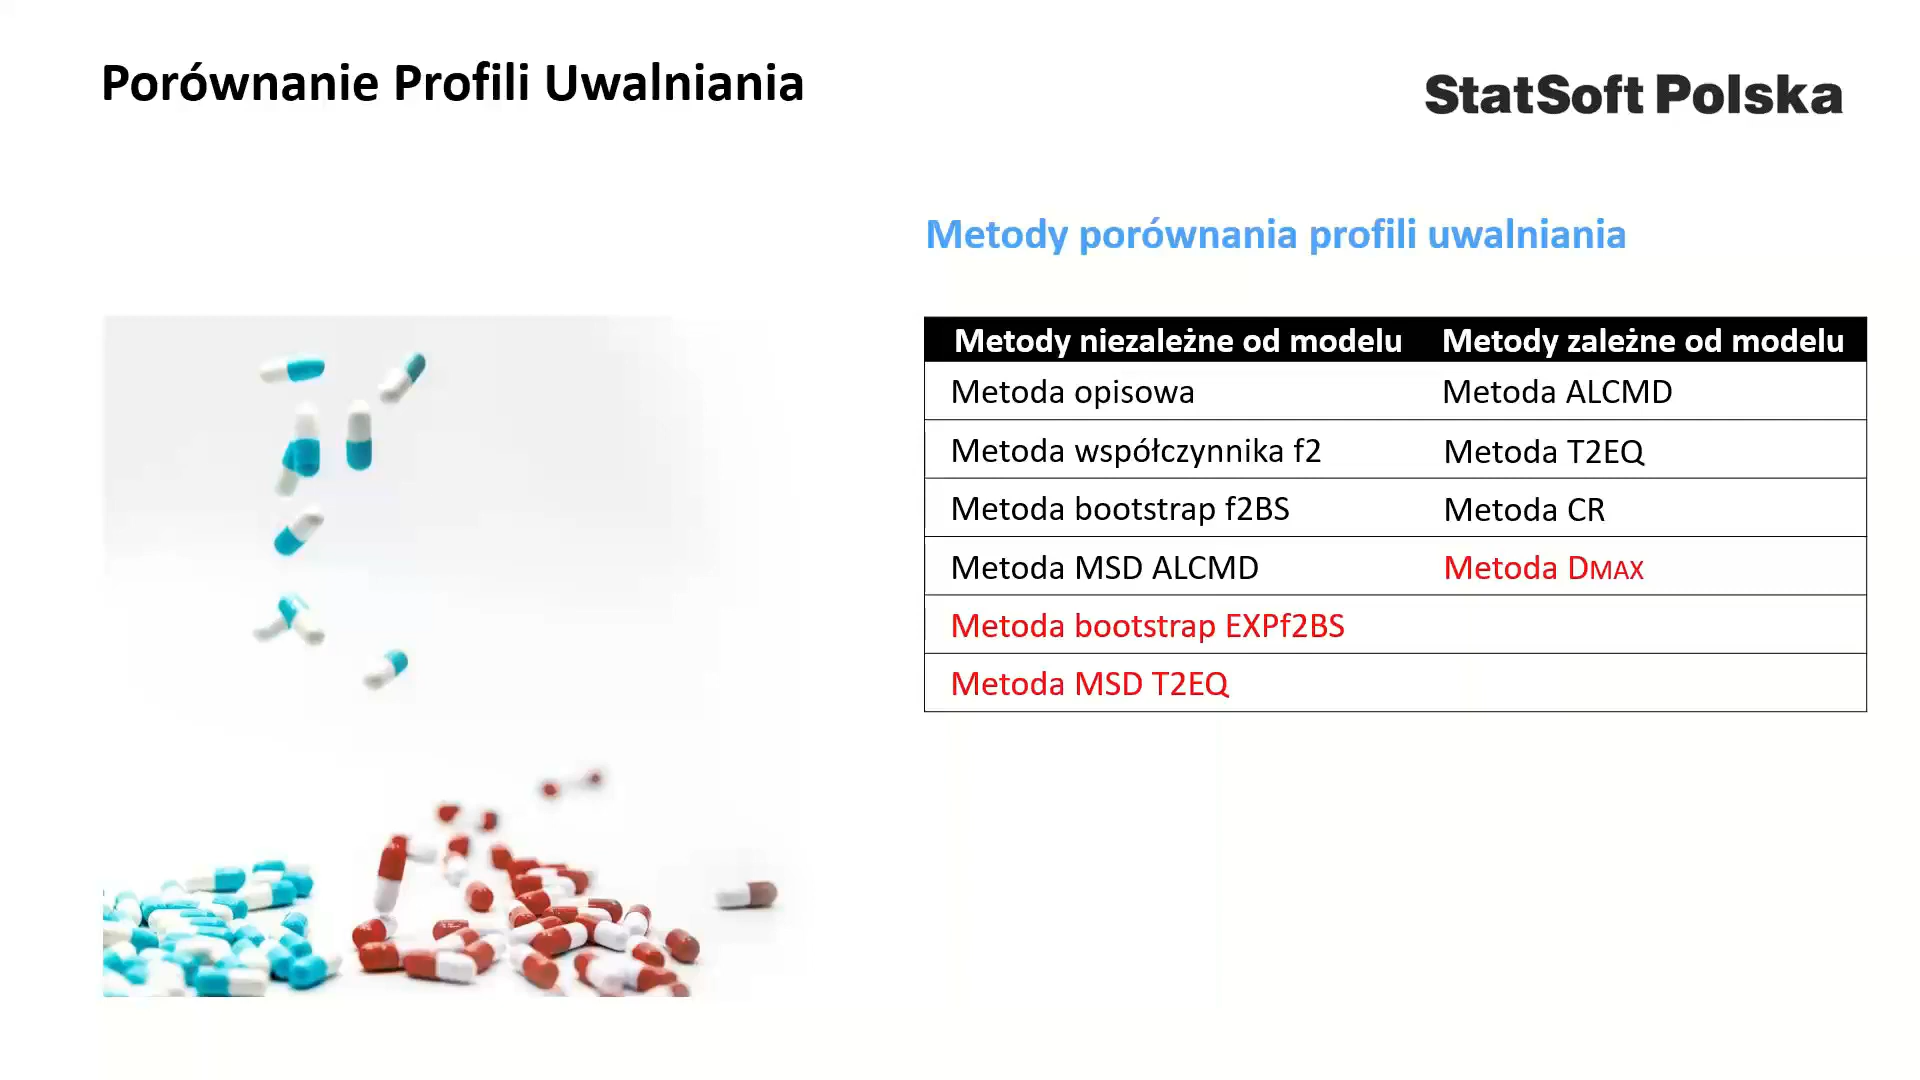 Porównanie Profili Uwalniania
StatSoft Polska
Metody porównania profili uwalniania
Metody niezależne od modelu Metody zależne od modelu
Metoda opisowa Metoda ALCMD
Metoda współczynnika f2 Metoda T2EQ
Metoda bootstrap f2BS Metoda CR
Metoda MSD ALCMD Metoda DMAX
Metoda bootstrap EXPf2BS
Metoda MSD T2EQ